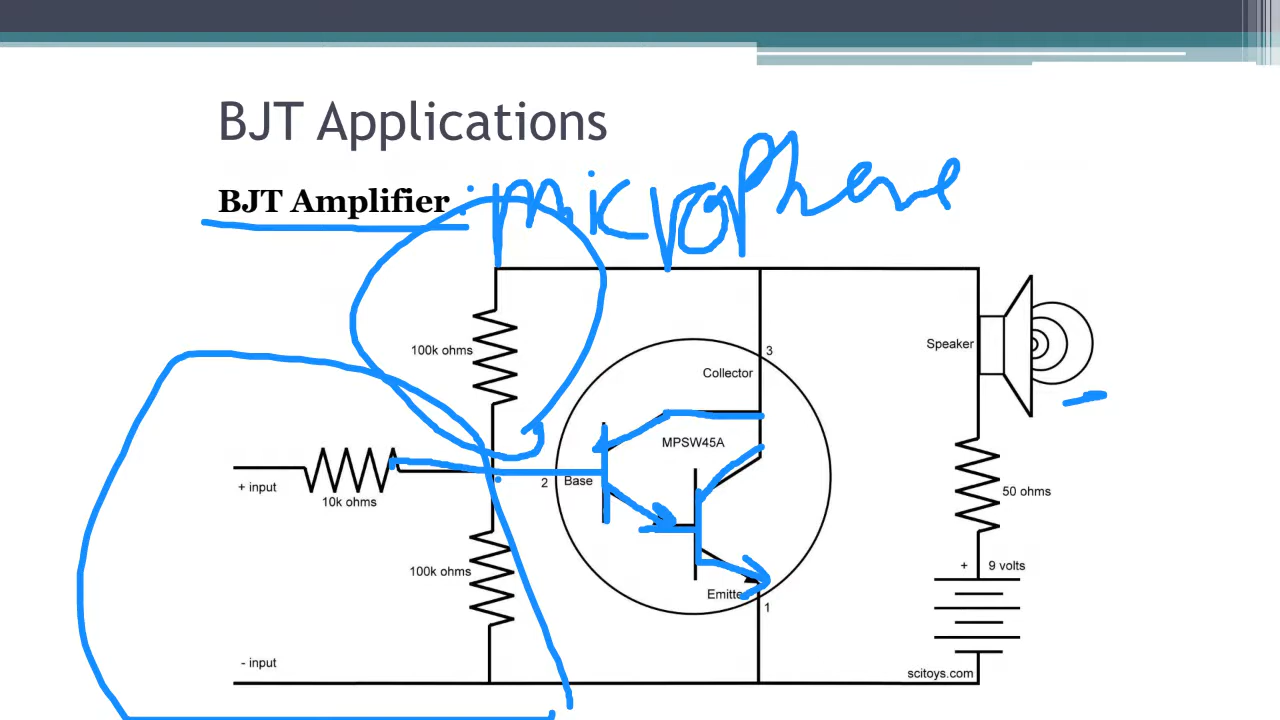 BJT Applications
BJT Amplifier
microphone
100k ohms
Speaker
3
Collector
MPSW45A
+ input
10k ohms
2
Base
50 ohms
100k ohms
Emitte
1
+ 9 volts
- input
scitoys.com